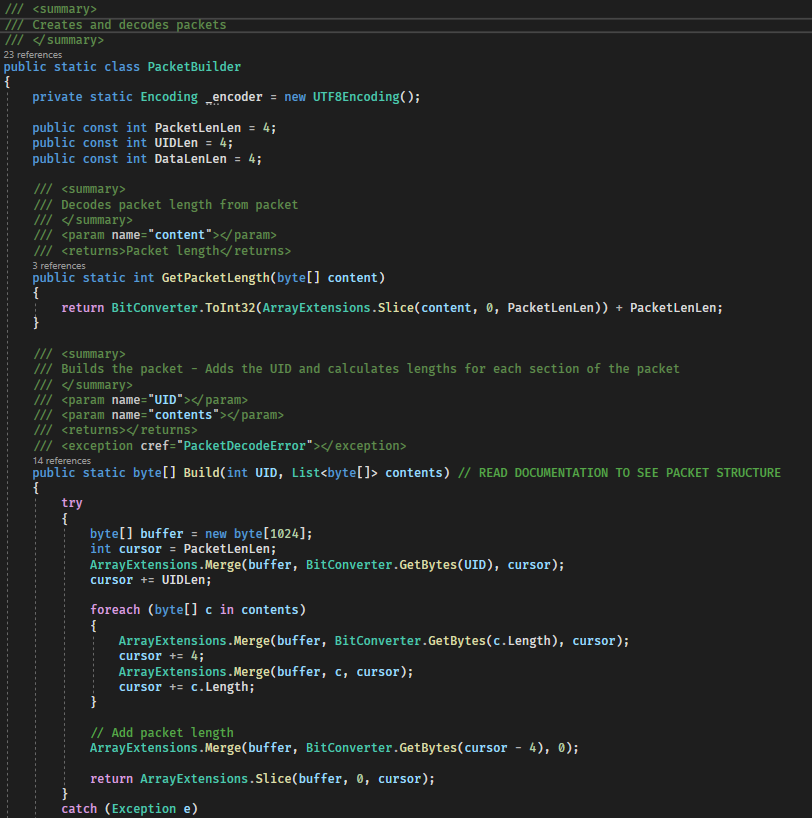 /// <summary>
/// Creates and decodes packets
/// </summary>
23 references
public static class PacketBuilder
{
    private static Encoding _encoder = new UTF8Encoding();

    public const int PacketLenLen = 4;
    public const int UIDLen = 4;
    public const int DataLenLen = 4;

    /// <summary>
    /// Decodes packet length from packet
    /// </summary>
    /// <param name="content"></param>
    /// <returns>Packet length</returns>
    3 references
    public static int GetPacketLength(byte[] content)
    {
        return BitConverter.ToInt32(ArrayExtensions.Slice(content, 0, PacketLenLen)) + PacketLenLen;
    }

    /// <summary>
    /// Builds the packet - Adds the UID and calculates lengths for each section of the packet
    /// </summary>
    /// <param name="UID"></param>
    /// <param name="contents"></param>
    /// <returns></returns>
    /// <exception cref="PacketDecodeError"></exception>
    14 references
    public static byte[] Build(int UID, List<byte[]> contents) // READ DOCUMENTATION TO SEE PACKET STRUCTURE
    {
        try
        {
            byte[] buffer = new byte[1024];
            int cursor = PacketLenLen;
            ArrayExtensions.Merge(buffer, BitConverter.GetBytes(UID), cursor);
            cursor += UIDLen;

            foreach (byte[] c in contents)
            {
                ArrayExtensions.Merge(buffer, BitConverter.GetBytes(c.Length), cursor);
                cursor += 4;
                ArrayExtensions.Merge(buffer, c, cursor);
                cursor += c.Length;
            }

            // Add packet length
            ArrayExtensions.Merge(buffer, BitConverter.GetBytes(cursor - 4), 0);

            return ArrayExtensions.Slice(buffer, 0, cursor);
        }
        catch (Exception e)